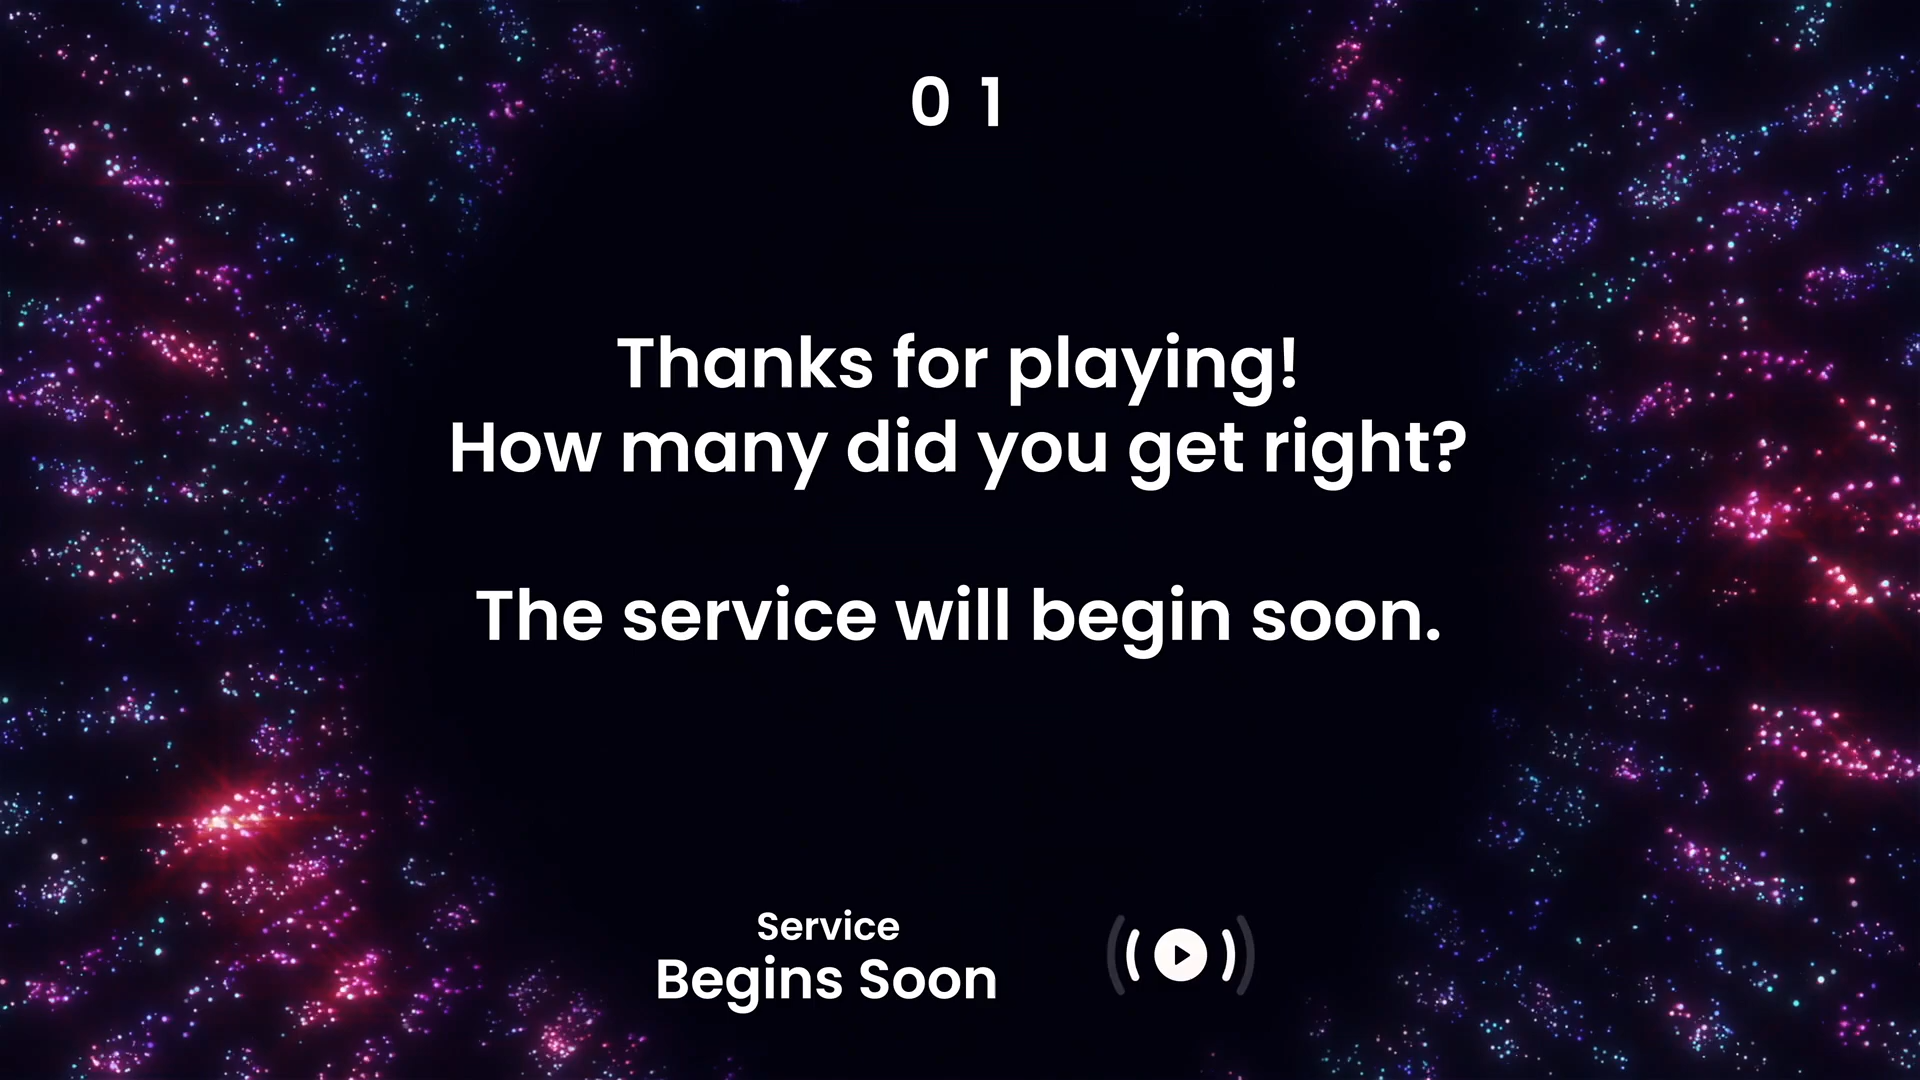 0 1
Thanks for playing!
How many did you get right?
The service will begin soon.
Service
Begins Soon